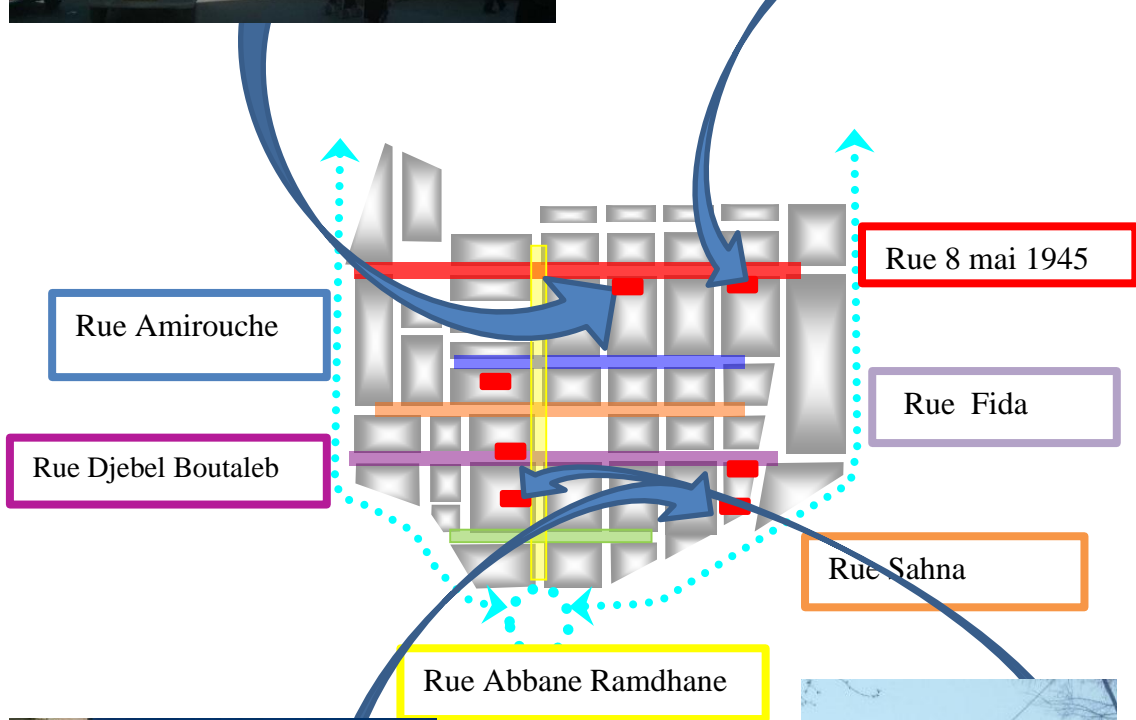 Rue 8 mai 1945
Rue Amirouche
Rue Fida
Rue Djebel Boutaleb
Rue Sahna
Rue Abbane Ramdhane